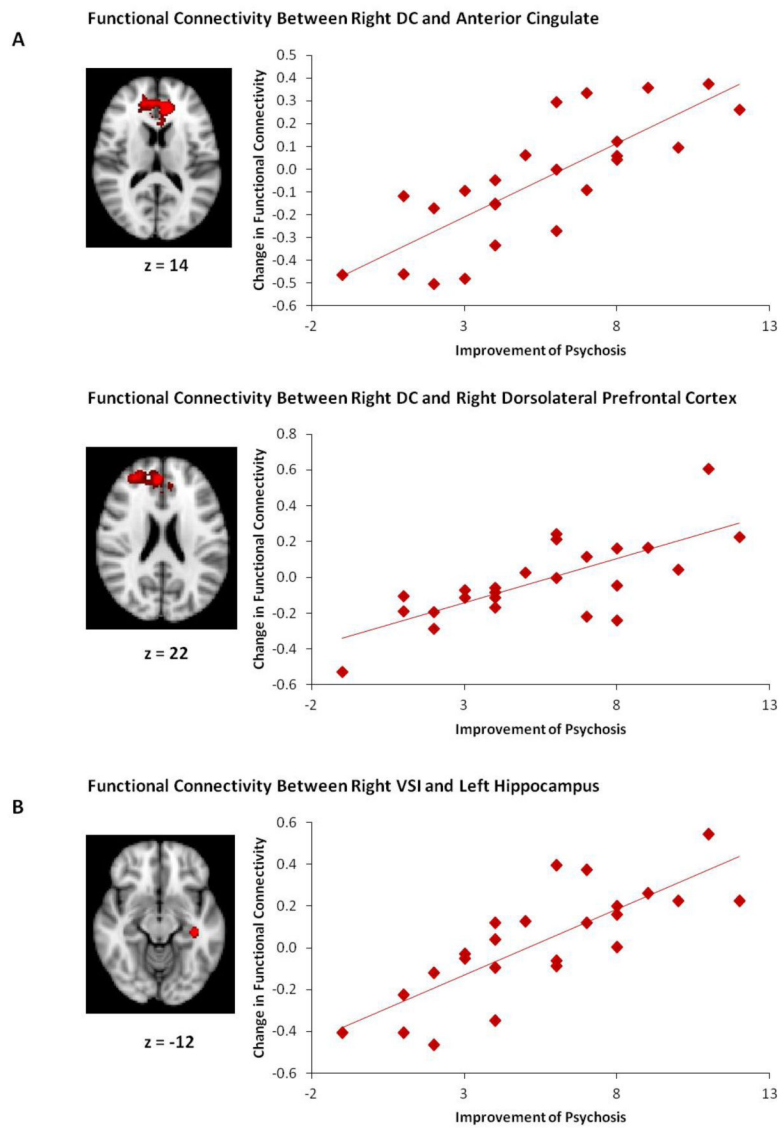 Functional Connectivity Between Right DC and Anterior Cingulate
A
z = 14
Change in Functional Connectivity
0.5
0.4
0.3
0.2
0.1
0.0
-0.1
-0.2
-0.3
-0.4
-0.5
-0.6
-2
3
8
13
Improvement of Psychosis
Functional Connectivity Between Right DC and Right Dorsolateral Prefrontal Cortex
z = 22
Change in Functional Connectivity
0.8
0.6
0.4
0.2
0.0
-0.2
-0.4
-0.6
-2
3
8
13
Improvement of Psychosis
Functional Connectivity Between Right VSI and Left Hippocampus
B
z = -12
Change in Functional Connectivity
0.6
0.4
0.2
0.0
-0.2
-0.4
-0.6
-2
3
8
13
Improvement of Psychosis